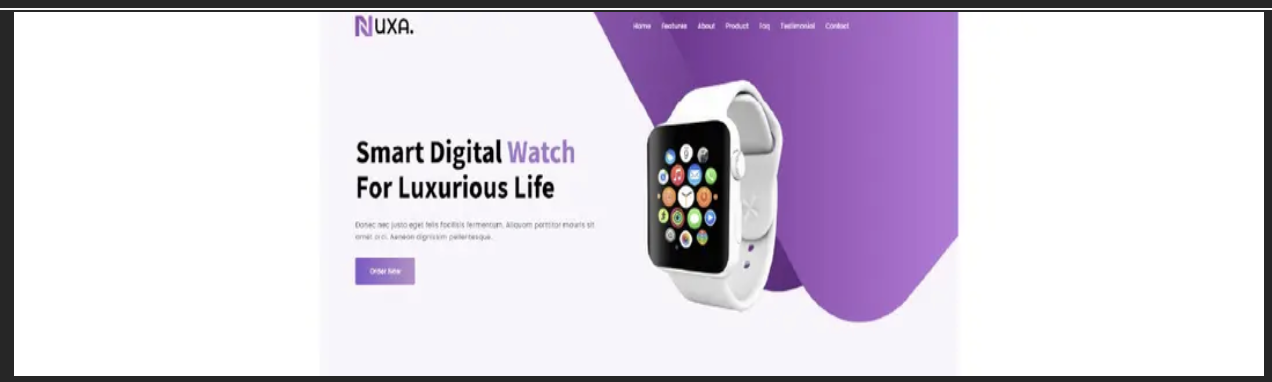 NUXA.
Home Featurie About Product Faq Testimonial Contact
Smart Digital Watch
For Luxurious Life
Donec nec justo eget felis facilisis fermentum. Aliquam porttitor mauris sit
amet orci. Aenean dignissim pellentesque.
Order Now